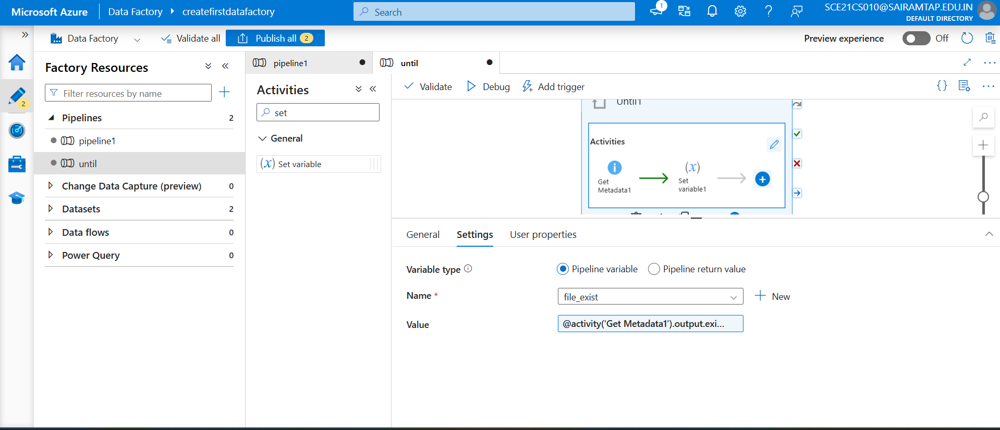 Microsoft Azure
Data Factory
createfirstdatafactory
Search
1
SCE21CS010@SAIRAMTAP.EDU.IN
DEFAULT DIRECTORY
Data Factory
Validate all
Publish all 2
Preview experience
Off
2
Factory Resources
Filter resources by name
Pipelines 2
pipeline1
until
Change Data Capture (preview) 0
Datasets 2
Data flows 0
Power Query 0
pipeline1
until
Activities
set
General
(x) Set variable
Validate
Debug
Add trigger
{}
Until1
Activities
Get
Metadata1
(x)
Set
variable1
General
Settings
User properties
Variable type
Pipeline variable
Pipeline return value
Name *
file_exist
New
Value
@activity('Get Metadata1').output.exi...